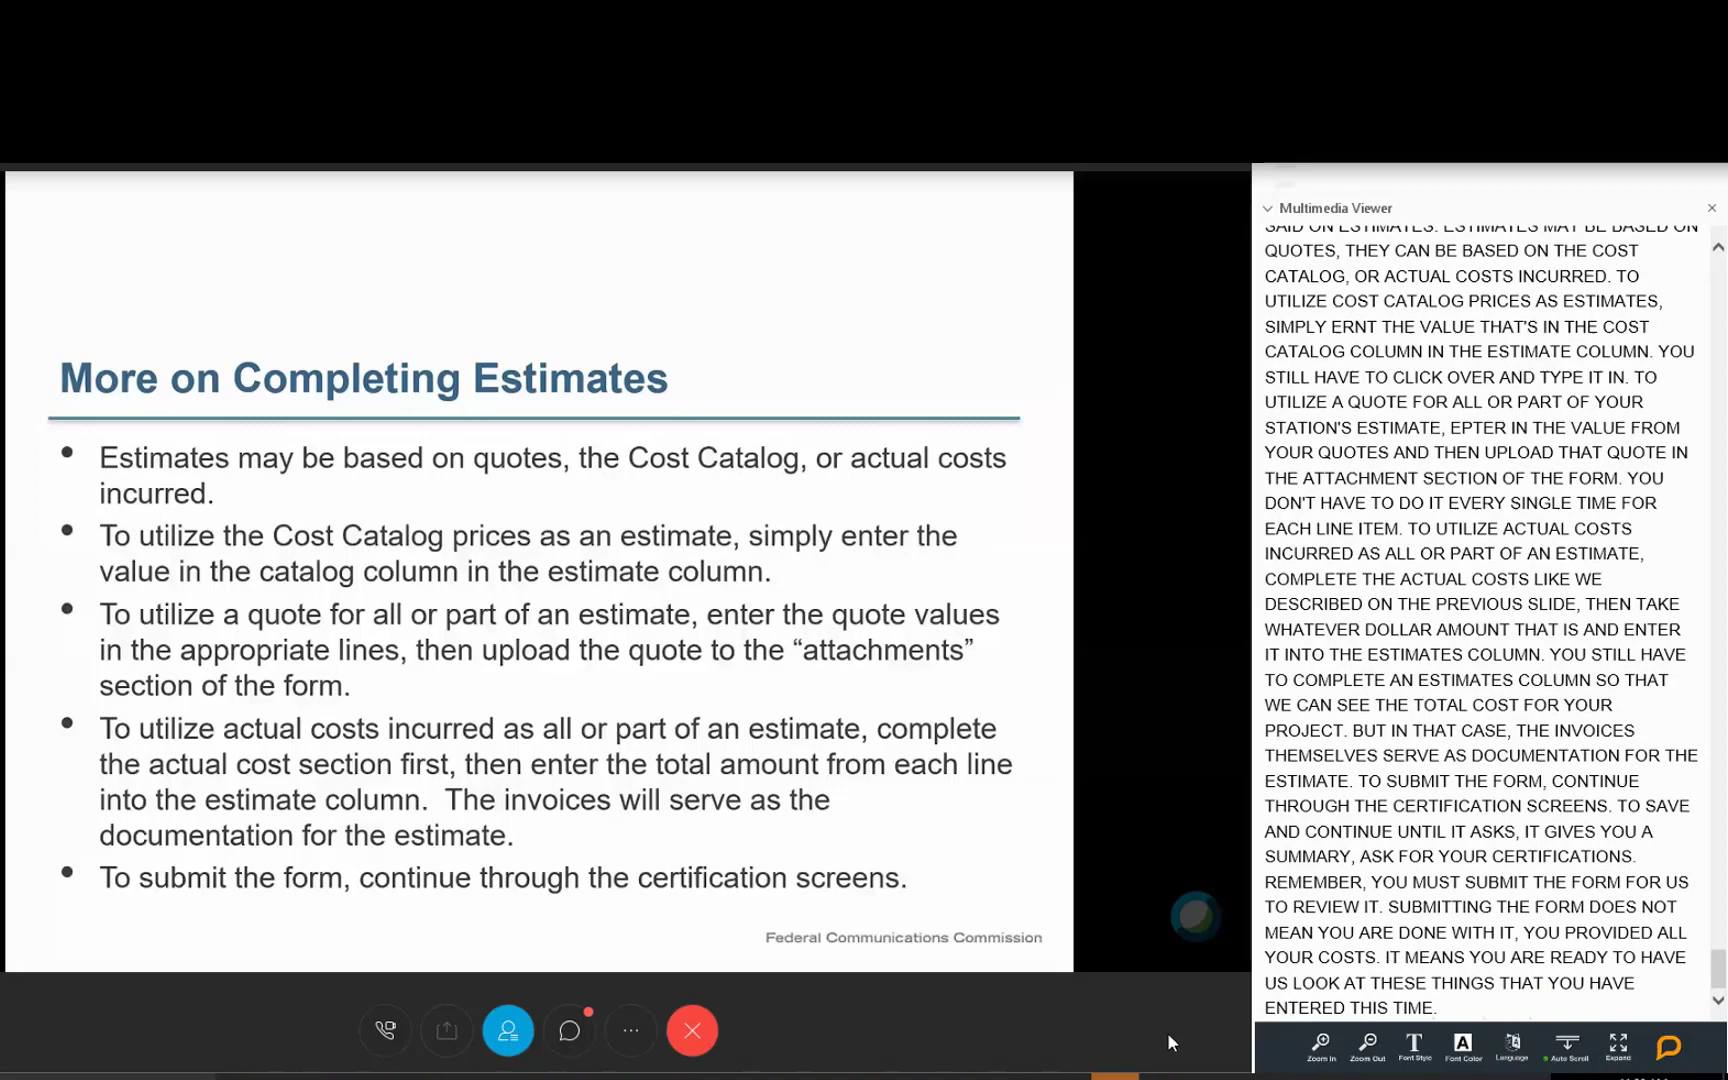 More on Completing Estimates
• Estimates may be based on quotes, the Cost Catalog, or actual costs
incurred.
• To utilize the Cost Catalog prices as an estimate, simply enter the
value in the catalog column in the estimate column.
• To utilize a quote for all or part of an estimate, enter the quote values
in the appropriate lines, then upload the quote to the “attachments”
section of the form.
• To utilize actual costs incurred as all or part of an estimate, complete
the actual cost section first, then enter the total amount from each line
into the estimate column.  The invoices will serve as the
documentation for the estimate.
• To submit the form, continue through the certification screens.
Federal Communications Commission
Multimedia Viewer
SAID ON ESTIMATES. ESTIMATES MAY BE BASED ON
QUOTES, THEY CAN BE BASED ON THE COST
CATALOG, OR ACTUAL COSTS INCURRED. TO
UTILIZE COST CATALOG PRICES AS ESTIMATES,
SIMPLY ERNT THE VALUE THAT'S IN THE COST
CATALOG COLUMN IN THE ESTIMATE COLUMN. YOU
STILL HAVE TO CLICK OVER AND TYPE IT IN. TO
UTILIZE A QUOTE FOR ALL OR PART OF YOUR
STATION'S ESTIMATE, EPTER IN THE VALUE FROM
YOUR QUOTES AND THEN UPLOAD THAT QUOTE IN
THE ATTACHMENT SECTION OF THE FORM. YOU
DON'T HAVE TO DO IT EVERY SINGLE TIME FOR
EACH LINE ITEM. TO UTILIZE ACTUAL COSTS
INCURRED AS ALL OR PART OF AN ESTIMATE,
COMPLETE THE ACTUAL COSTS LIKE WE
DESCRIBED ON THE PREVIOUS SLIDE, THEN TAKE
WHATEVER DOLLAR AMOUNT THAT IS AND ENTER
IT INTO THE ESTIMATES COLUMN. YOU STILL HAVE
TO COMPLETE AN ESTIMATES COLUMN SO THAT
WE CAN SEE THE TOTAL COST FOR YOUR
PROJECT. BUT IN THAT CASE, THE INVOICES
THEMSELVES SERVE AS DOCUMENTATION FOR THE
ESTIMATE. TO SUBMIT THE FORM, CONTINUE
THROUGH THE CERTIFICATION SCREENS. TO SAVE
AND CONTINUE UNTIL IT ASKS, IT GIVES YOU A
SUMMARY, ASK FOR YOUR CERTIFICATIONS.
REMEMBER, YOU MUST SUBMIT THE FORM FOR US
TO REVIEW IT. SUBMITTING THE FORM DOES NOT
MEAN YOU ARE DONE WITH IT, YOU PROVIDED ALL
YOUR COSTS. IT MEANS YOU ARE READY TO HAVE
US LOOK AT THESE THINGS THAT YOU HAVE
ENTERED THIS TIME.
Zoom In Zoom Out Font Style Font Color Language Auto Scroll Expand